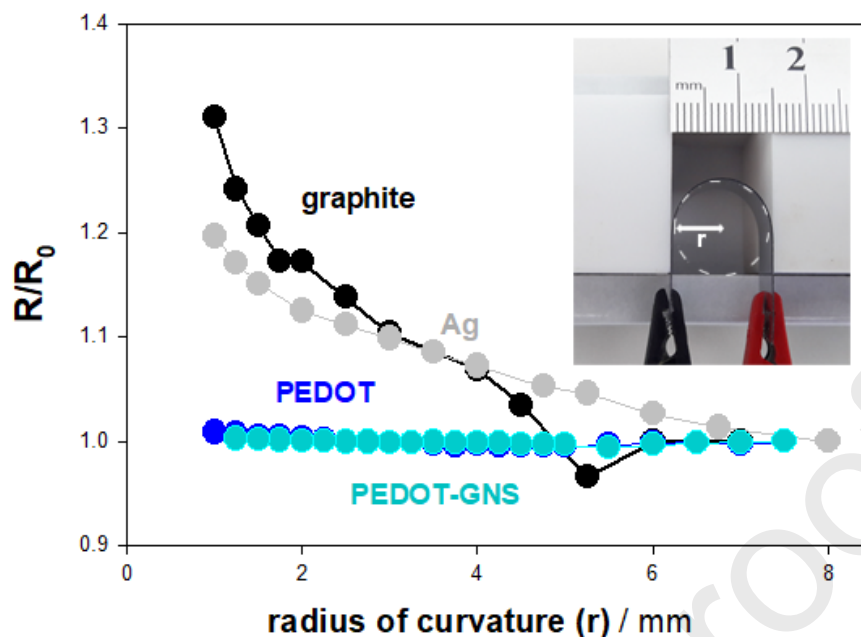 1.4
1.3
1.2
1.1
1.0
0.9
R/R0
graphite
Ag
PEDOT
PEDOT-GNS
1 2
mm
r
0 2 4 6 8
radius of curvature (r) / mm